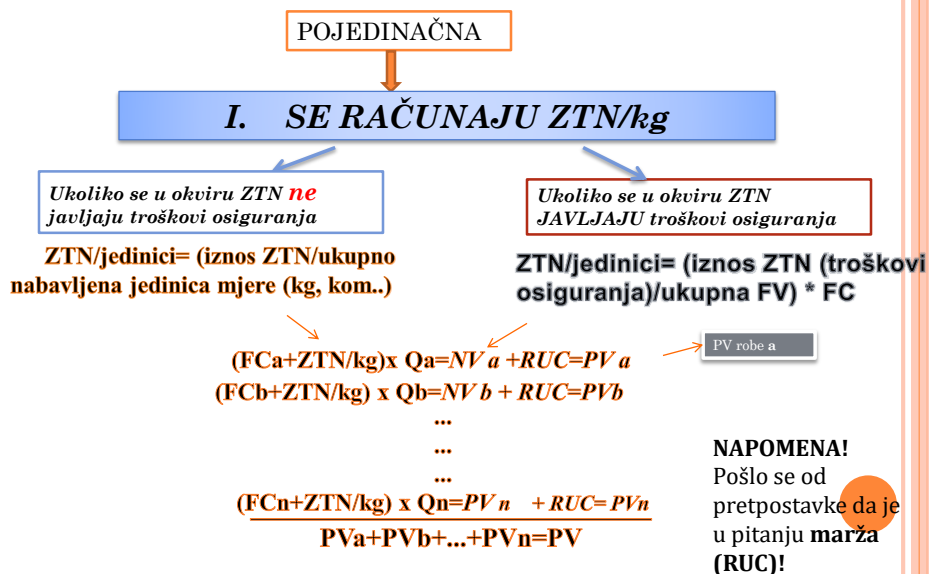 POJEDINAČNA
I. SE RAČUNAJU ZTN/kg
Ukoliko se u okviru ZTN ne
javljaju troškovi osiguranja
Ukoliko se u okviru ZTN
JAVLJAJU troškovi osiguranja
ZTN/jedinici= (iznos ZTN/ukupno
nabavljena jedinica mjere (kg, kom..)
ZTN/jedinici= (iznos ZTN (troškovi
osiguranja)/ukupna FV) * FC
(FCa+ZTN/kg)x Qa=NV a +RUC=PV a
PV robe a
(FCb+ZTN/kg) x Qb=NV b + RUC=PVb
...
...
...
(FCn+ZTN/kg) x Qn=PV n + RUC= PVn
PVa+PVb+...+PVn=PV
NAPOMENA!
Pošlo se od
pretpostavke da je
u pitanju marža
(RUC)!